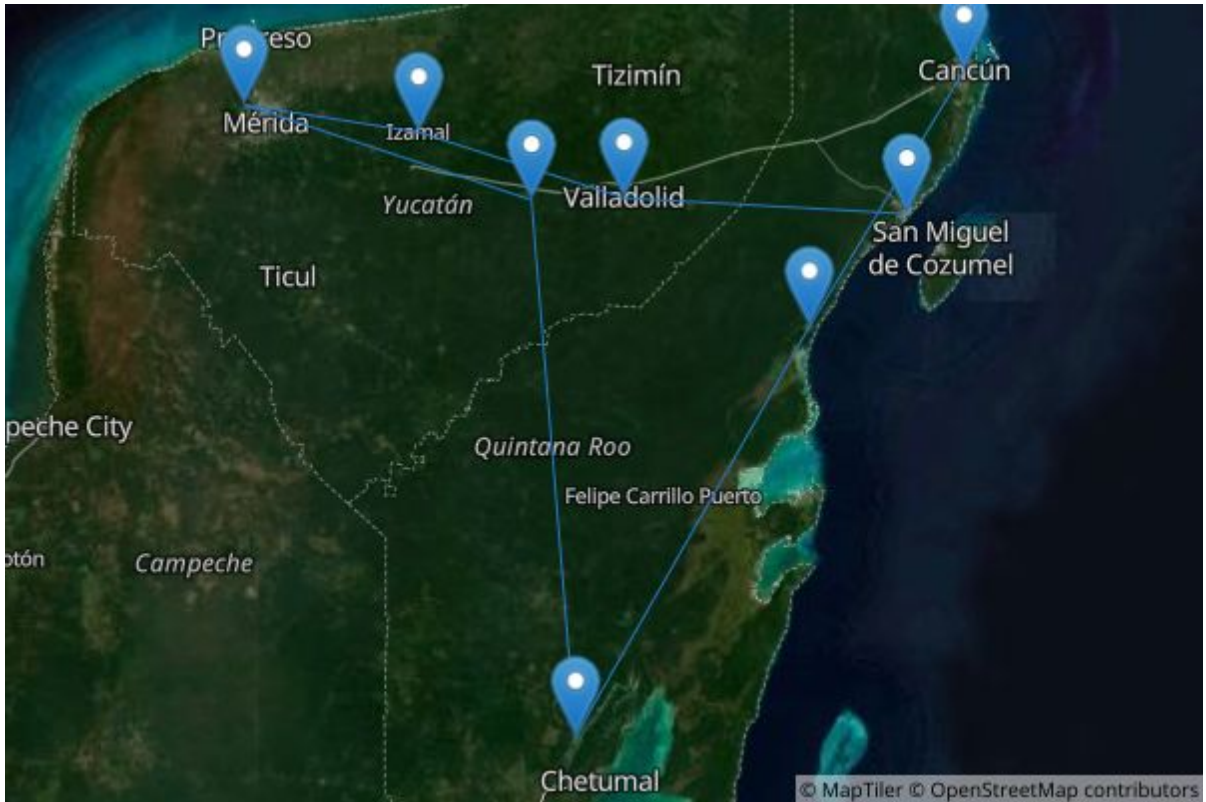 Progreso
Cancún
Tizimín
Mérida
Izamal
Valladolid
Yucatán
San Miguel
de Cozumel
Ticul
peche City
Quintana Roo
Felipe Carrillo Puerto
otón
Campeche
Chetumal
© MapTiler © OpenStreetMap contributors